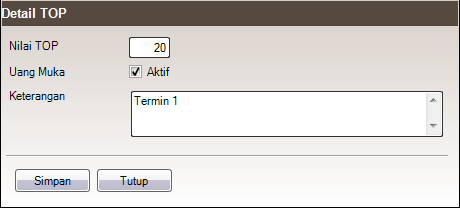 Detail TOP
Nilai TOP 20
Uang Muka Aktif
Keterangan Termin 1
Simpan Tutup